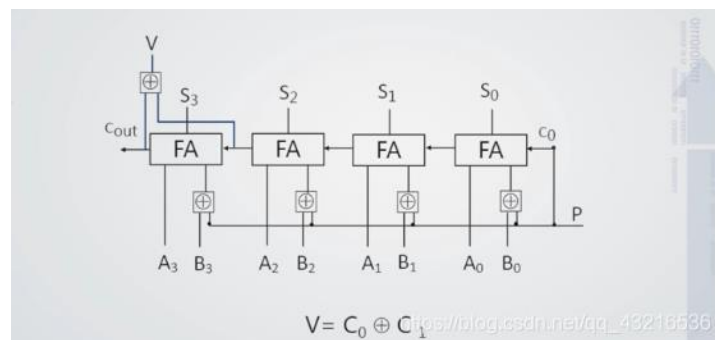 V
S3 S2 S1 S0
Cout C0
FA FA FA FA
P
A3 B3 A2 B2 A1 B1 A0 B0
V= C0 ⊕ C1
https://blog.csdn.net/qq_43216536